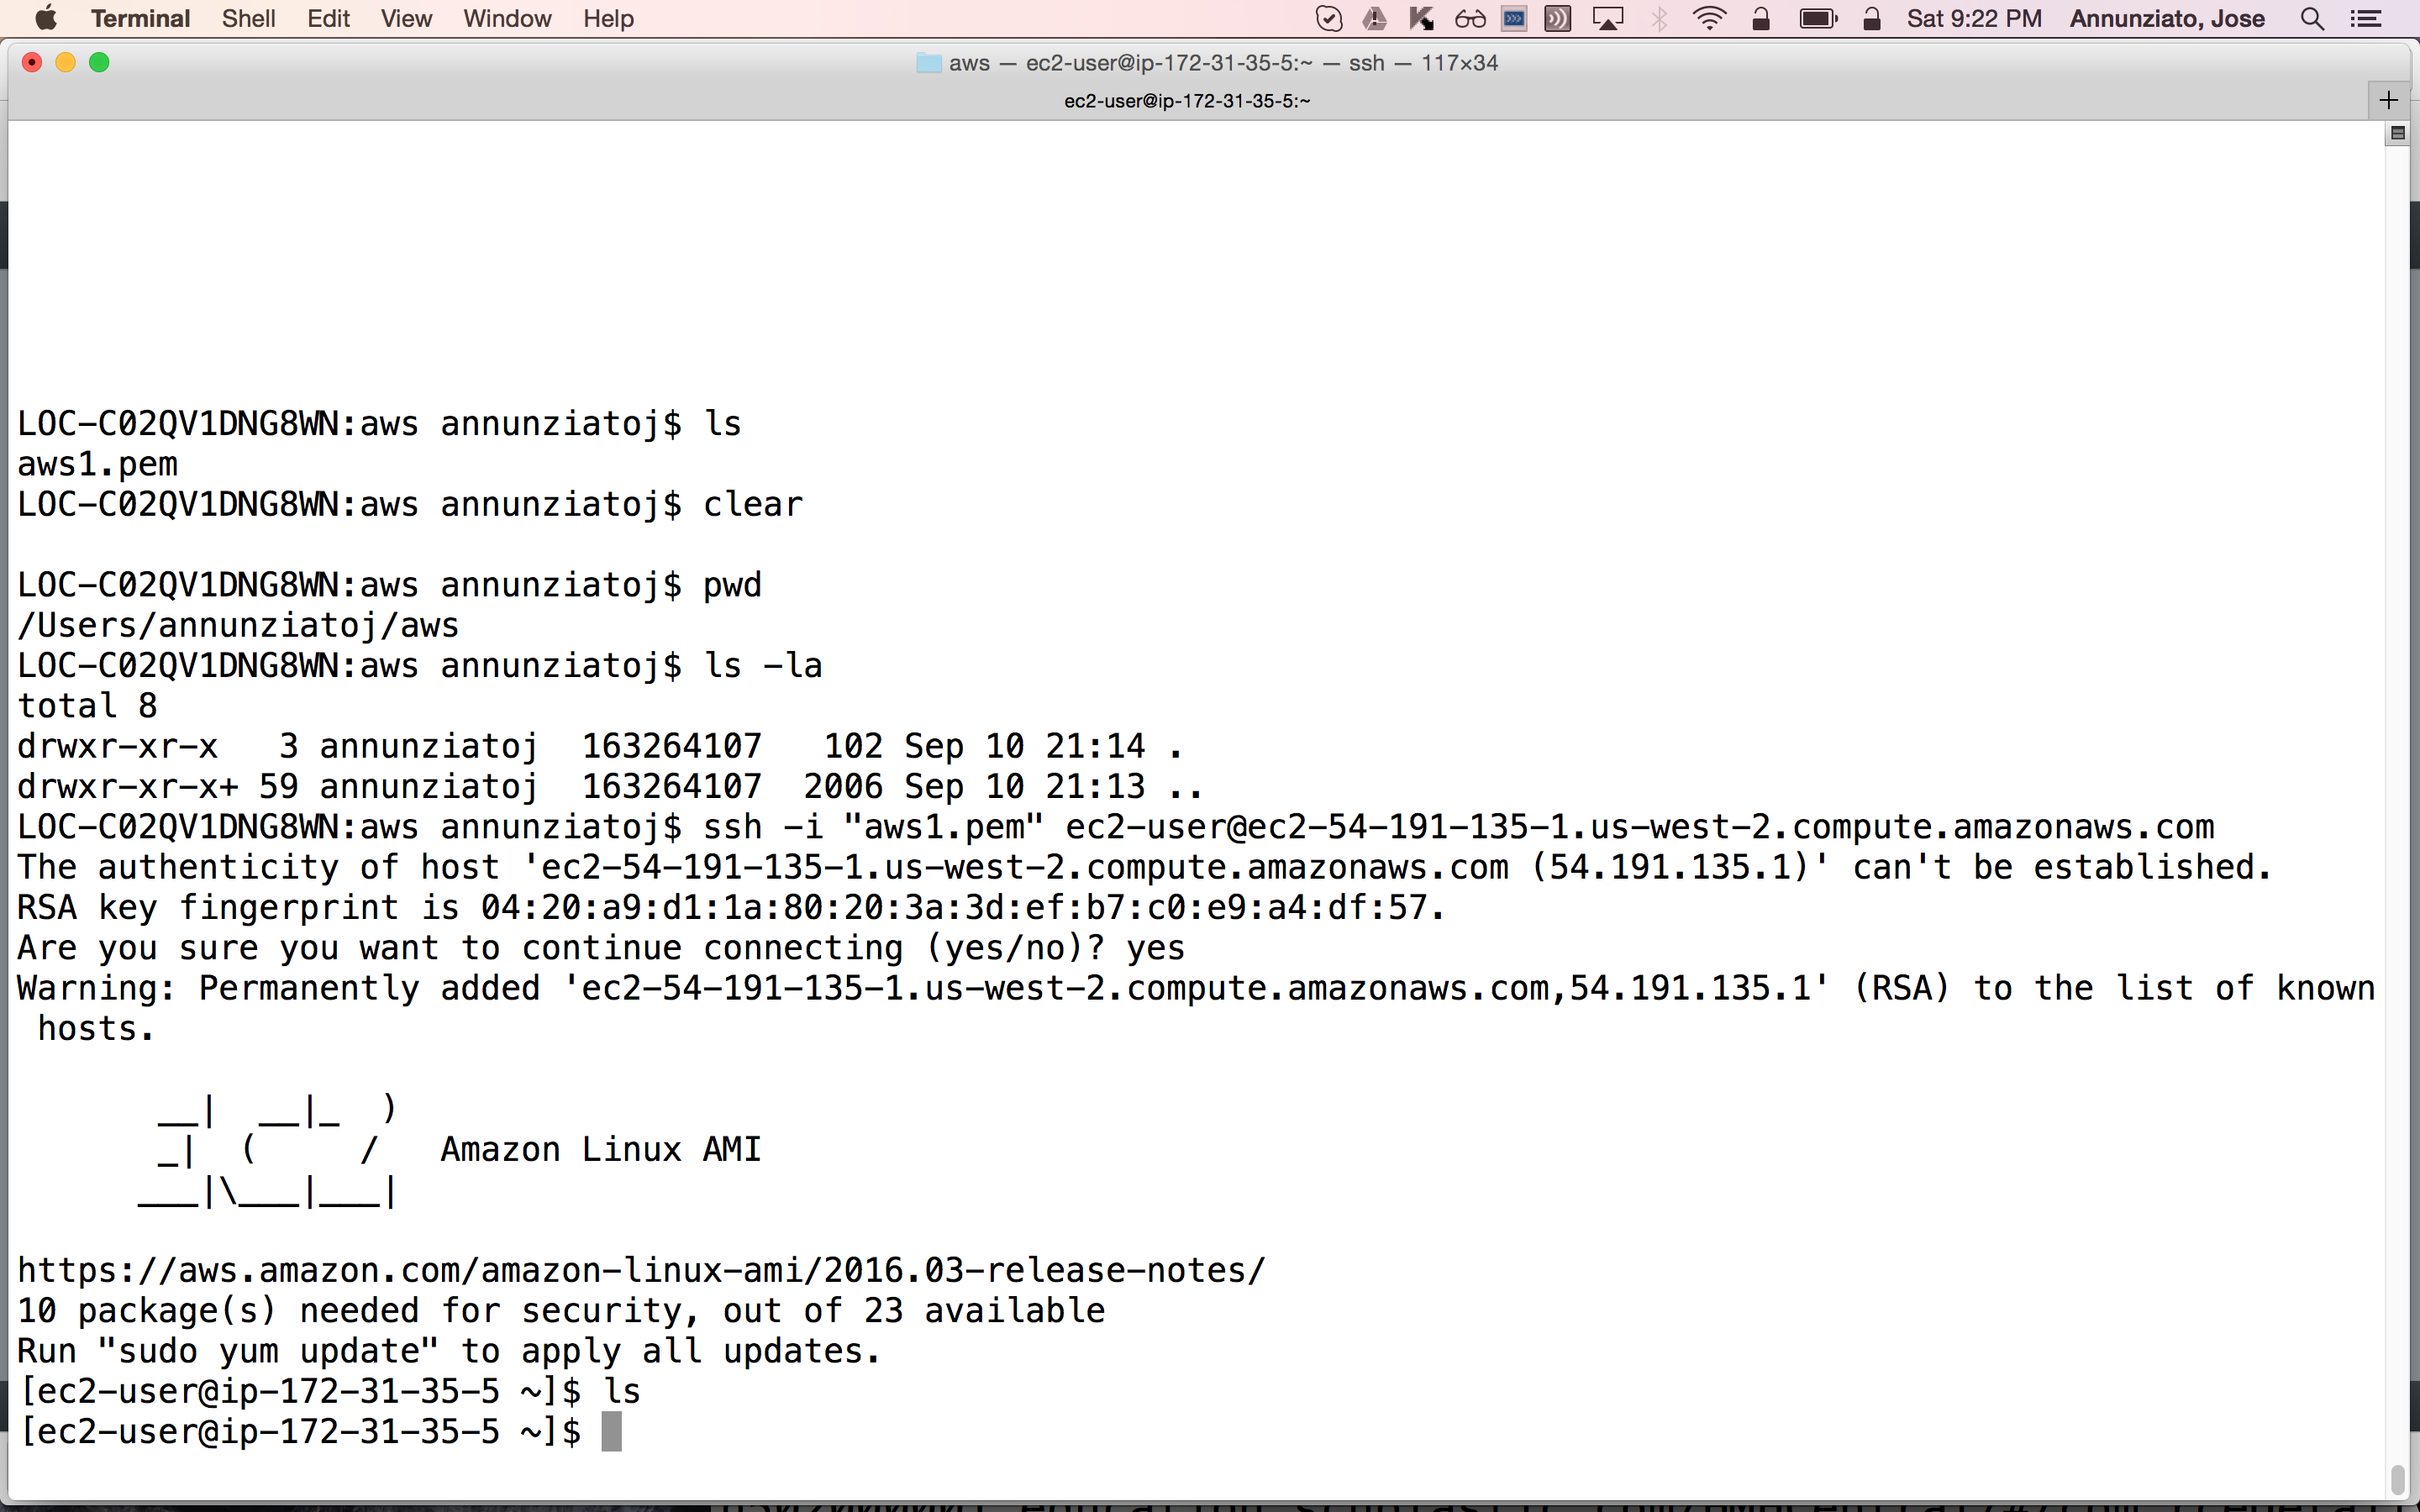 Terminal Shell Edit View Window Help Sat 9:22 PM Annunziato, Jose
aws — ec2-user@ip-172-31-35-5:~ — ssh — 117×34
ec2-user@ip-172-31-35-5:~
LOC-C02QV1DNG8WN:aws annunziatoj$ ls
aws1.pem
LOC-C02QV1DNG8WN:aws annunziatoj$ clear
LOC-C02QV1DNG8WN:aws annunziatoj$ pwd
/Users/annunziatoj/aws
LOC-C02QV1DNG8WN:aws annunziatoj$ ls -la
total 8
drwxr-xr-x   3 annunziatoj  163264107   102 Sep 10 21:14 .
drwxr-xr-x+ 59 annunziatoj  163264107  2006 Sep 10 21:13 ..
LOC-C02QV1DNG8WN:aws annunziatoj$ ssh -i "aws1.pem" ec2-user@ec2-54-191-135-1.us-west-2.compute.amazonaws.com
The authenticity of host 'ec2-54-191-135-1.us-west-2.compute.amazonaws.com (54.191.135.1)' can't be established.
RSA key fingerprint is 04:20:a9:d1:1a:80:20:3a:3d:ef:b7:c0:e9:a4:df:57.
Are you sure you want to continue connecting (yes/no)? yes
Warning: Permanently added 'ec2-54-191-135-1.us-west-2.compute.amazonaws.com,54.191.135.1' (RSA) to the list of known
 hosts.
       __|  __|_  )
       _|  (     /   Amazon Linux AMI
      ___|\___|___|
https://aws.amazon.com/amazon-linux-ami/2016.03-release-notes/
10 package(s) needed for security, out of 23 available
Run "sudo yum update" to apply all updates.
[ec2-user@ip-172-31-35-5 ~]$ ls
[ec2-user@ip-172-31-35-5 ~]$